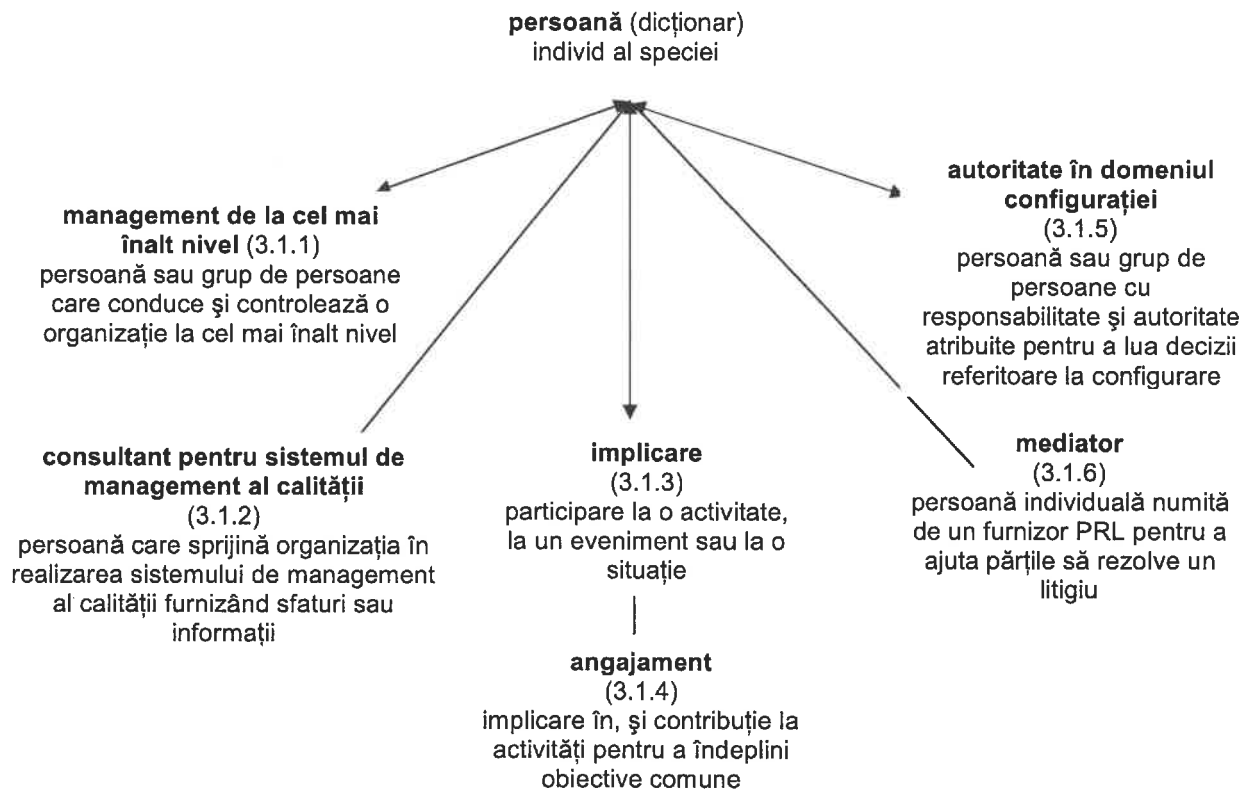 persoană (dicționar)
individ al speciei
management de la cel mai
înalt nivel (3.1.1)
persoană sau grup de persoane
care conduce şi controlează o
organizație la cel mai înalt nivel
autoritate în domeniul
configurației
(3.1.5)
persoană sau grup de
persoane cu
responsabilitate şi autoritate
atribuite pentru a lua decizii
referitoare la configurare
consultant pentru sistemul de
management al calității
(3.1.2)
persoană care sprijină organizația în
realizarea sistemului de management
al calității furnizând sfaturi sau
informații
implicare
(3.1.3)
participare la o activitate,
la un eveniment sau la o
situație
mediator
(3.1.6)
persoană individuală numită
de un furnizor PRL pentru a
ajuta părțile să rezolve un
litigiu
angajament
(3.1.4)
implicare în, şi contribuție la
activități pentru a îndeplini
obiective comune